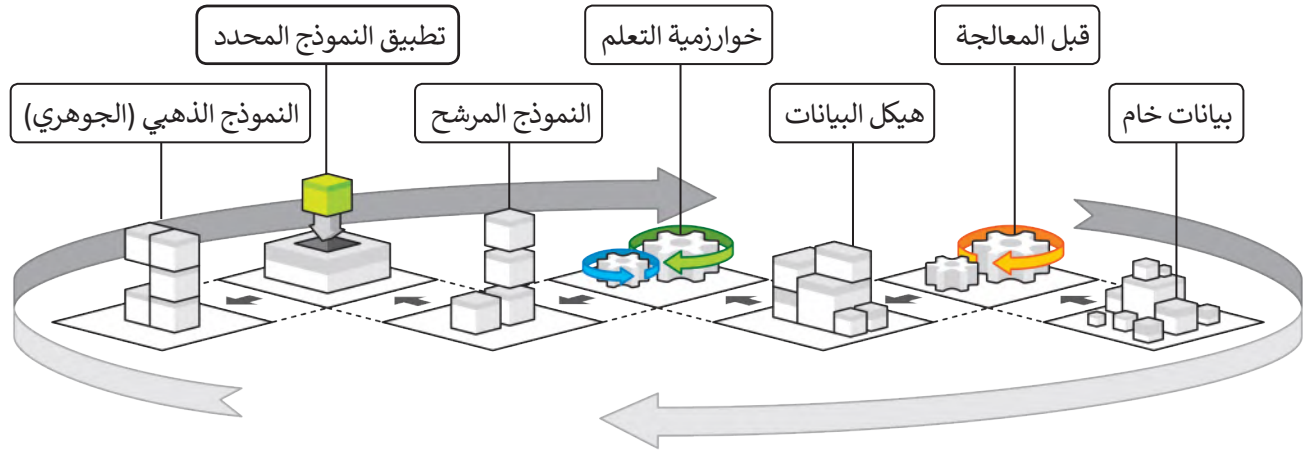 قبل المعالجة
خوارزمية التعلم
تطبيق النموذج المحدد
بيانات خام
هيكل البيانات
النموذج المرشح
النموذج الذهبي (الجوهري)